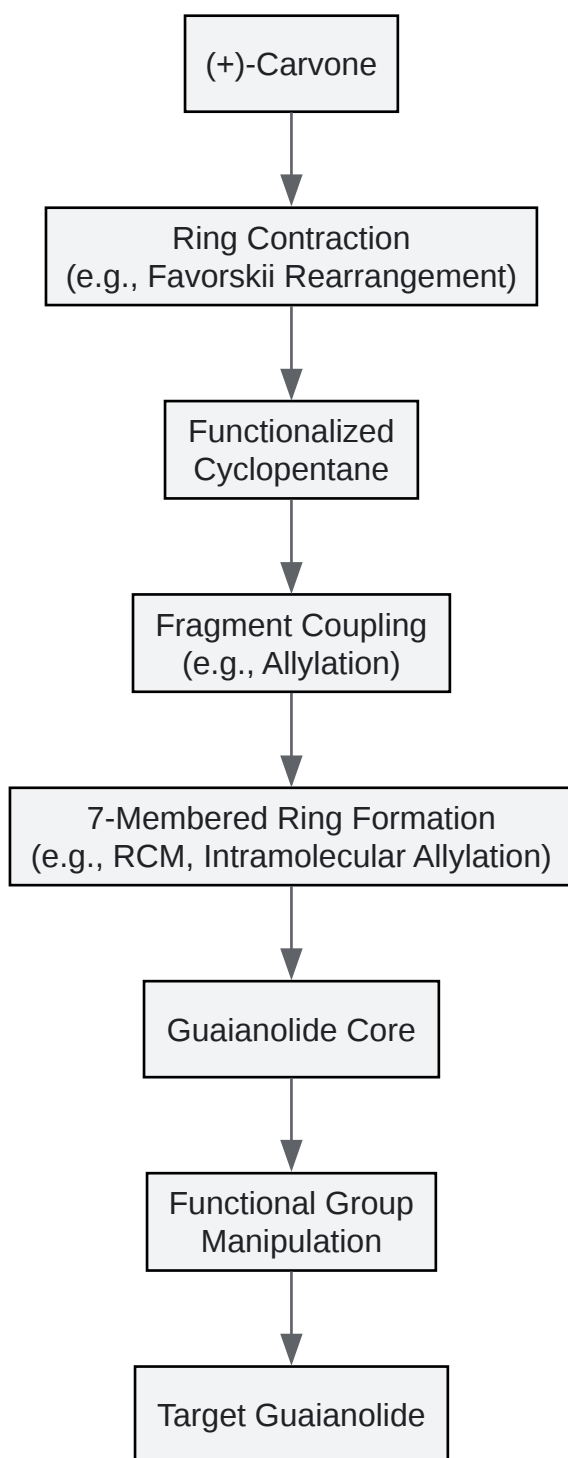 (+)-Carvone
Ring Contraction
(e.g., Favorskii Rearrangement)
Functionalized
Cyclopentane
Fragment Coupling
(e.g., Allylation)
7-Membered Ring Formation
(e.g., RCM, Intramolecular Allylation)
Guaianolide Core
Functional Group
Manipulation
Target Guaianolide